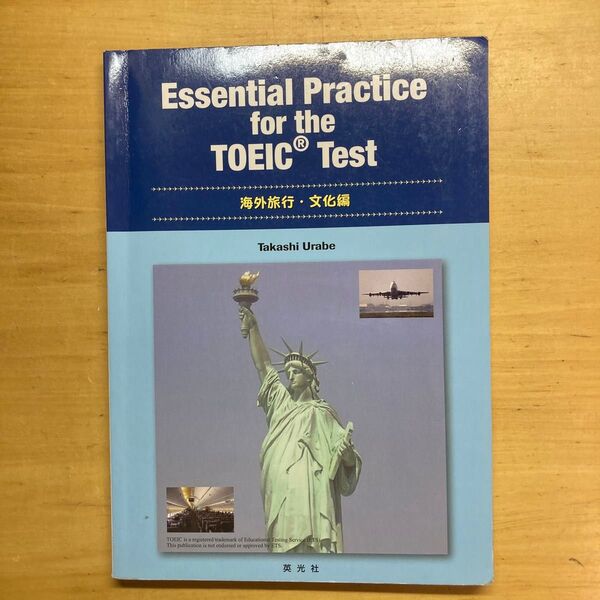 Essential Practice
for the
TOEIC® Test
海外旅行・文化編
Takashi Urabe
TOEIC is a registered trademark of Educational Testing Service (ETS).
This publication is not endorsed or approved by ETS.
英光社